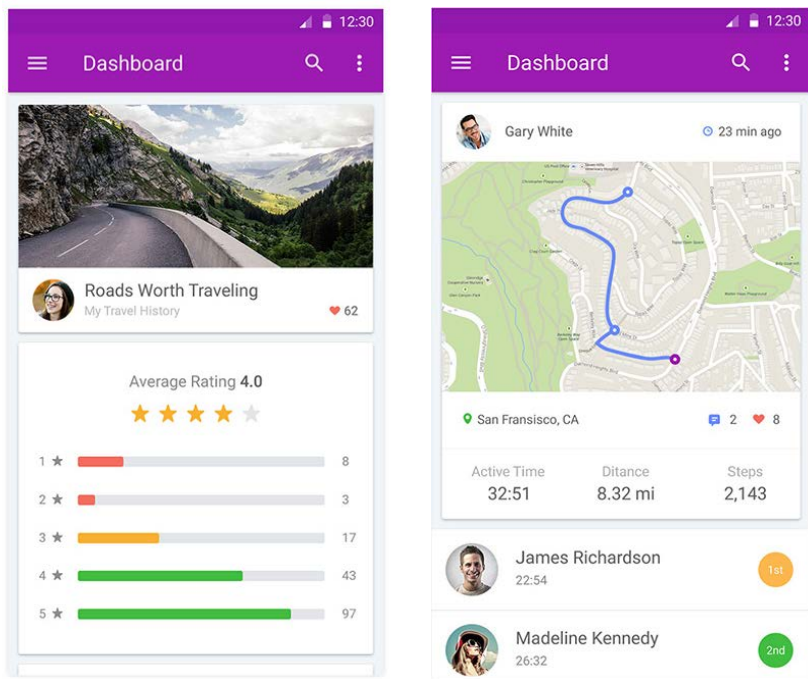 12:30
Dashboard
Roads Worth Traveling
My Travel History
62
Average Rating 4.0
1 8
2 3
3 17
4 43
5 97
12:30
Dashboard
Gary White
23 min ago
San Fransisco, CA
2 8
Active Time Ditance Steps
32:51 8.32 mi 2,143
James Richardson
22:54
1st
Madeline Kennedy
26:32
2nd